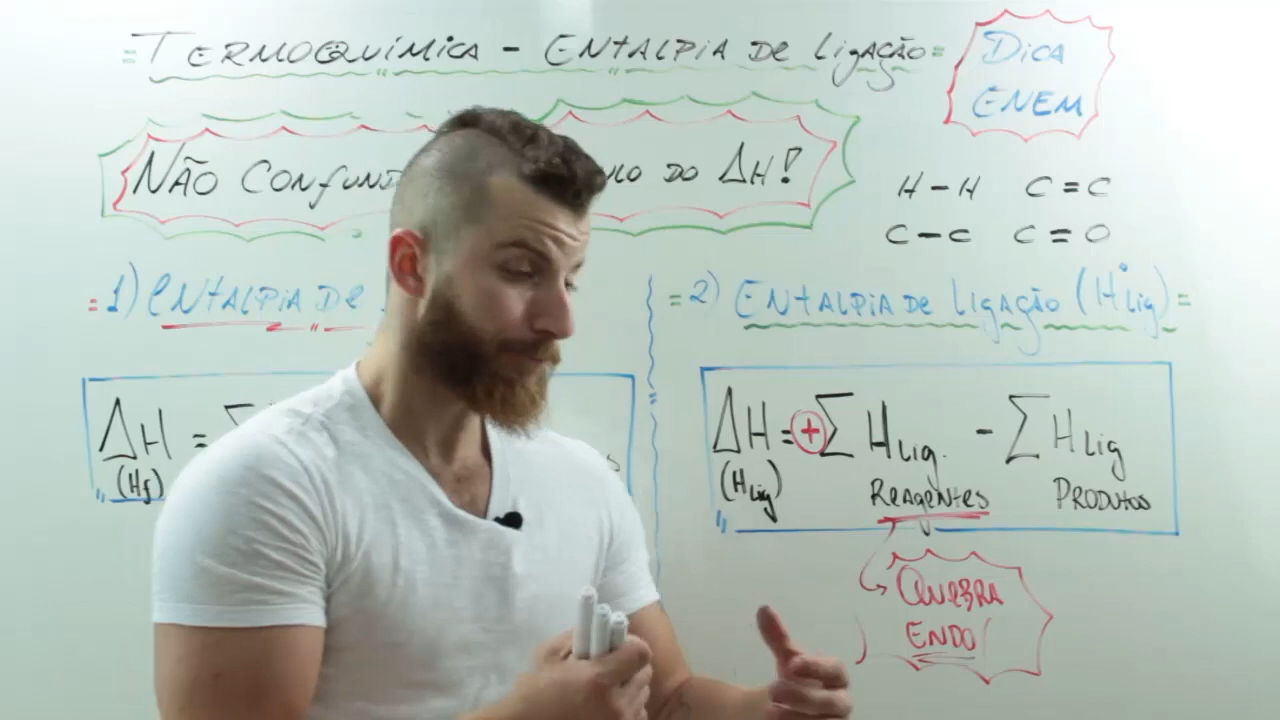 = TERMOQUÍMICA - ENTALPIA DE LIGAÇÃO =
DICA
ENEM
NÃO CONFUND DO ΔH!
H-H C=C
C-C C=O
= 1) ENTALPIA DE
= 2) ENTALPIA DE LIGAÇÃO (H°Lig) =
ΔH = Σ
(Hf)
ΔH = + Σ HLig. - Σ HLig
(HLig) REAGENTES PRODUTOS
QUEBRA
ENDO